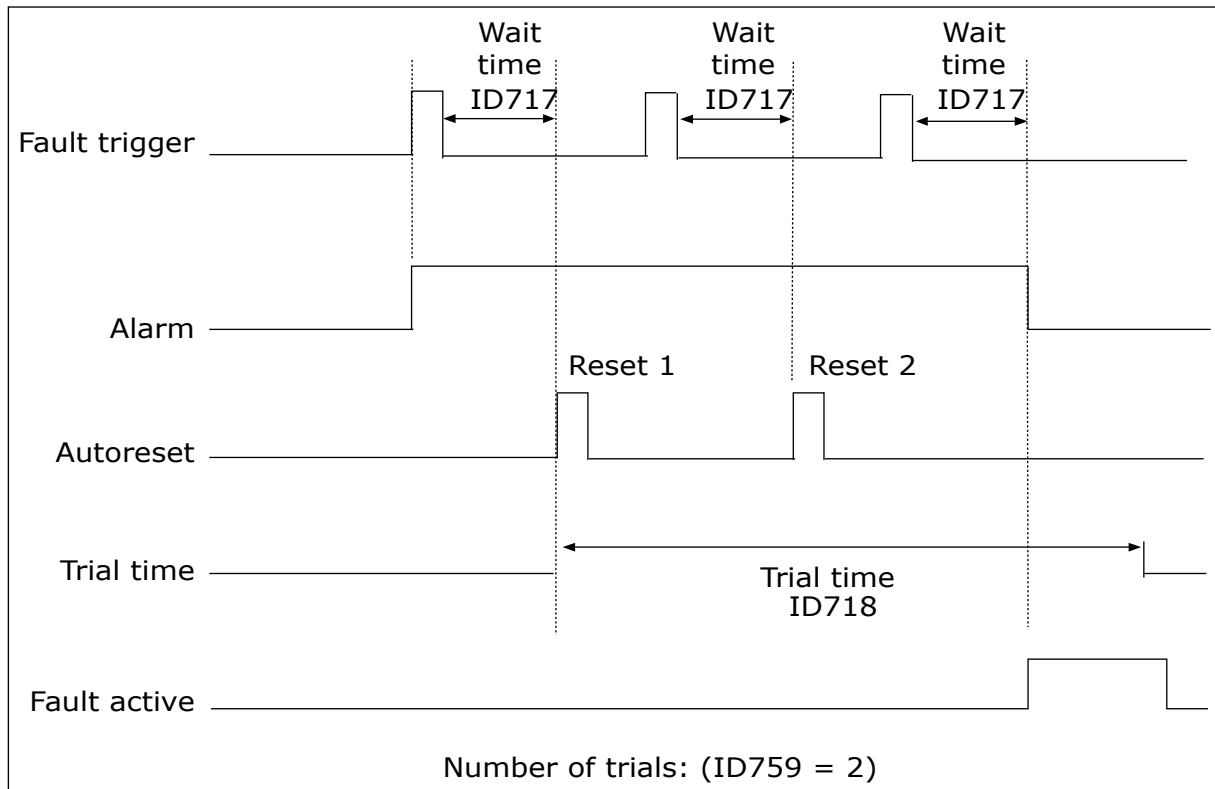 Wait
time
ID717
Wait
time
ID717
Wait
time
ID717
Fault trigger
Alarm
Reset 1
Reset 2
Autoreset
Trial time
Trial time
ID718
Fault active
Number of trials: (ID759 = 2)